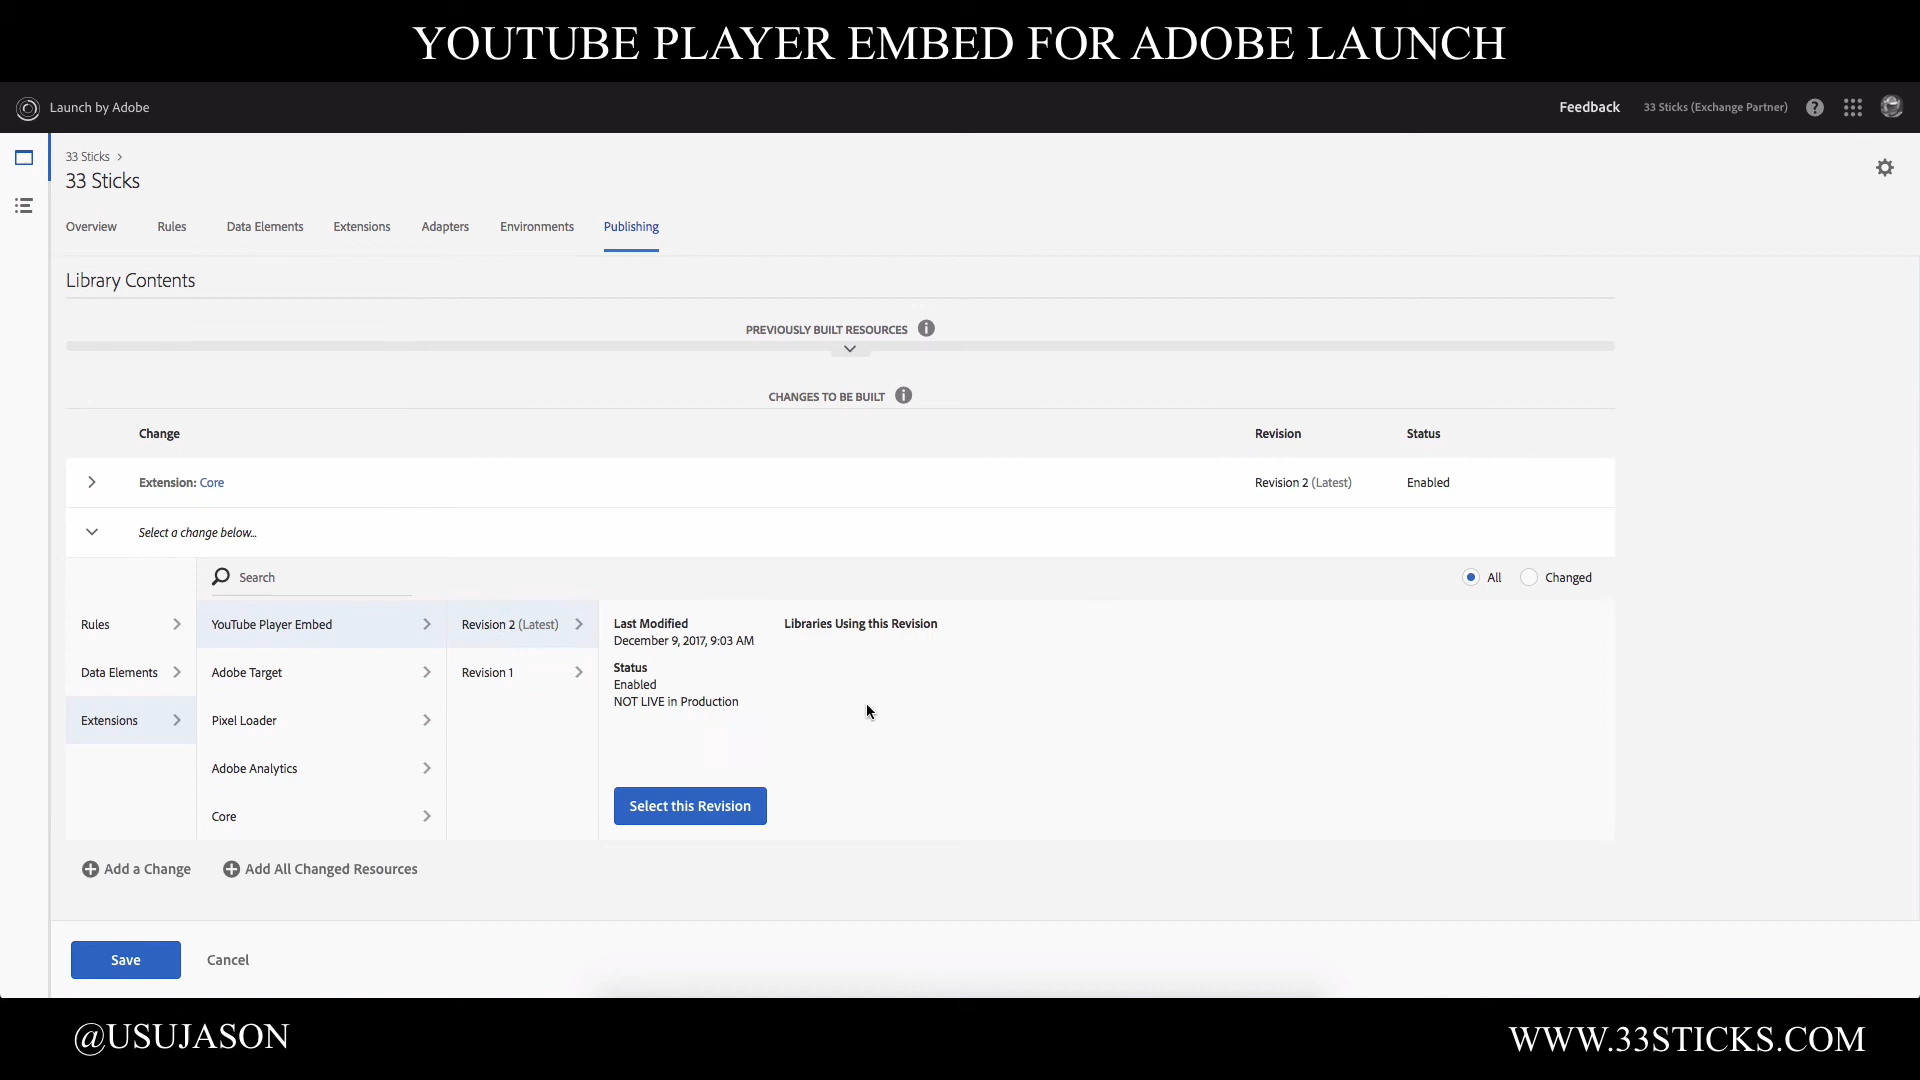 YOUTUBE PLAYER EMBED FOR ADOBE LAUNCH
Launch by Adobe
Feedback
33 Sticks (Exchange Partner)
33 Sticks
33 Sticks
Overview
Rules
Data Elements
Extensions
Adapters
Environments
Publishing
Library Contents
PREVIOUSLY BUILT RESOURCES
CHANGES TO BE BUILT
Change
Revision
Status
Extension: Core
Revision 2 (Latest)
Enabled
Select a change below...
Search
All
Changed
Rules
Data Elements
Extensions
YouTube Player Embed
Adobe Target
Pixel Loader
Adobe Analytics
Core
Revision 2 (Latest)
Revision 1
Last Modified
December 9, 2017, 9:03 AM
Status
Enabled
NOT LIVE in Production
Libraries Using this Revision
Select this Revision
Add a Change
Add All Changed Resources
Save
Cancel
@USUJASON
WWW.33STICKS.COM